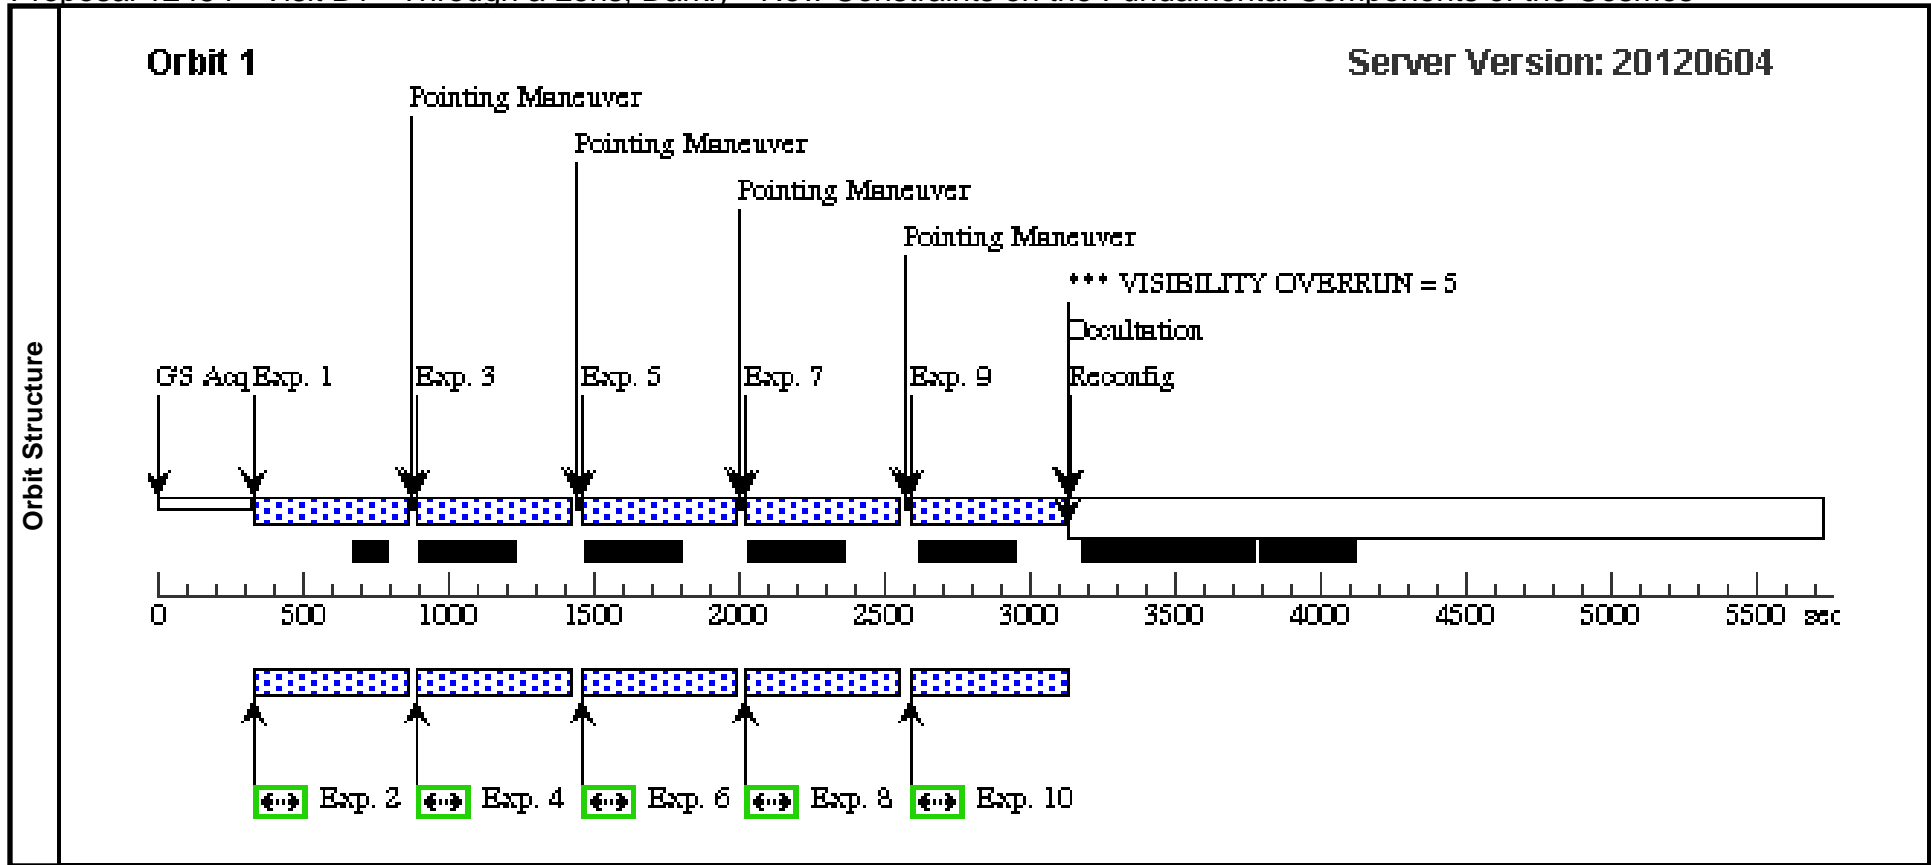 Orbit 1
Server Version: 20120604
Pointing Maneuver
Pointing Maneuver
Pointing Maneuver
Pointing Maneuver
*** VISIBILITY OVERRUN = 5
Occultation
GS Acq Exp. 1 Exp. 3 Exp. 5 Exp. 7 Exp. 9 Reconfig
Orbit Structure
0 500 1000 1500 2000 2500 3000 3500 4000 4500 5000 5500 sec
Exp. 2 Exp. 4 Exp. 6 Exp. 8 Exp. 10